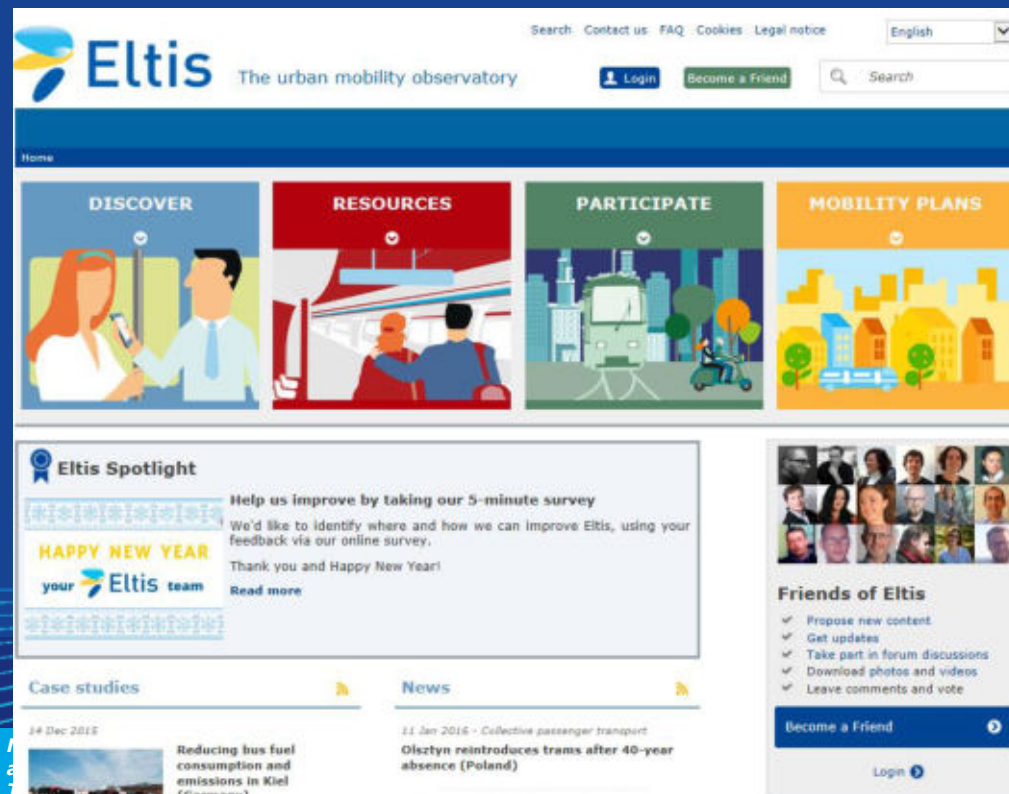 Search Contact us FAQ Cookies Legal notice
English
Eltis
The urban mobility observatory
Login
Become a Friend
Search
Home
DISCOVER
RESOURCES
PARTICIPATE
MOBILITY PLANS
Eltis Spotlight
HAPPY NEW YEAR
your Eltis team
Help us improve by taking our 5-minute survey
We'd like to identify where and how we can improve Eltis, using your
feedback via our online survey.
Thank you and Happy New Year!
Read more
Case studies
14 Dec 2015
Reducing bus fuel
consumption and
emissions in Kiel
(Germany)
News
11 Jan 2016 - Collective passenger transport
Olsztyn reintroduces trams after 40-year
absence (Poland)
Friends of Eltis
Propose new content
Get updates
Take part in forum discussions
Download photos and videos
Leave comments and vote
Become a Friend
Login